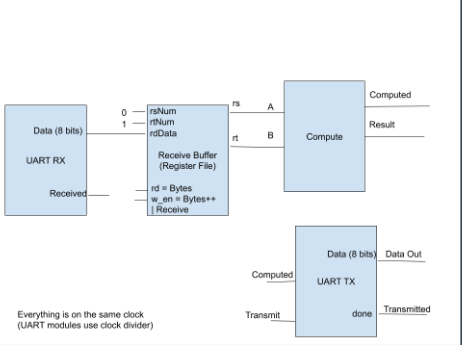 Data (8 bits)
UART RX
Received
0
1
rsNum
rtNum
rdData
Receive Buffer
(Register File)
rd = Bytes
w_en = Bytes++
| Receive
rs
rt
A
B
Compute
Computed
Result
Data (8 bits)
UART TX
done
Computed
Transmit
Data Out
Transmitted
Everything is on the same clock
(UART modules use clock divider)